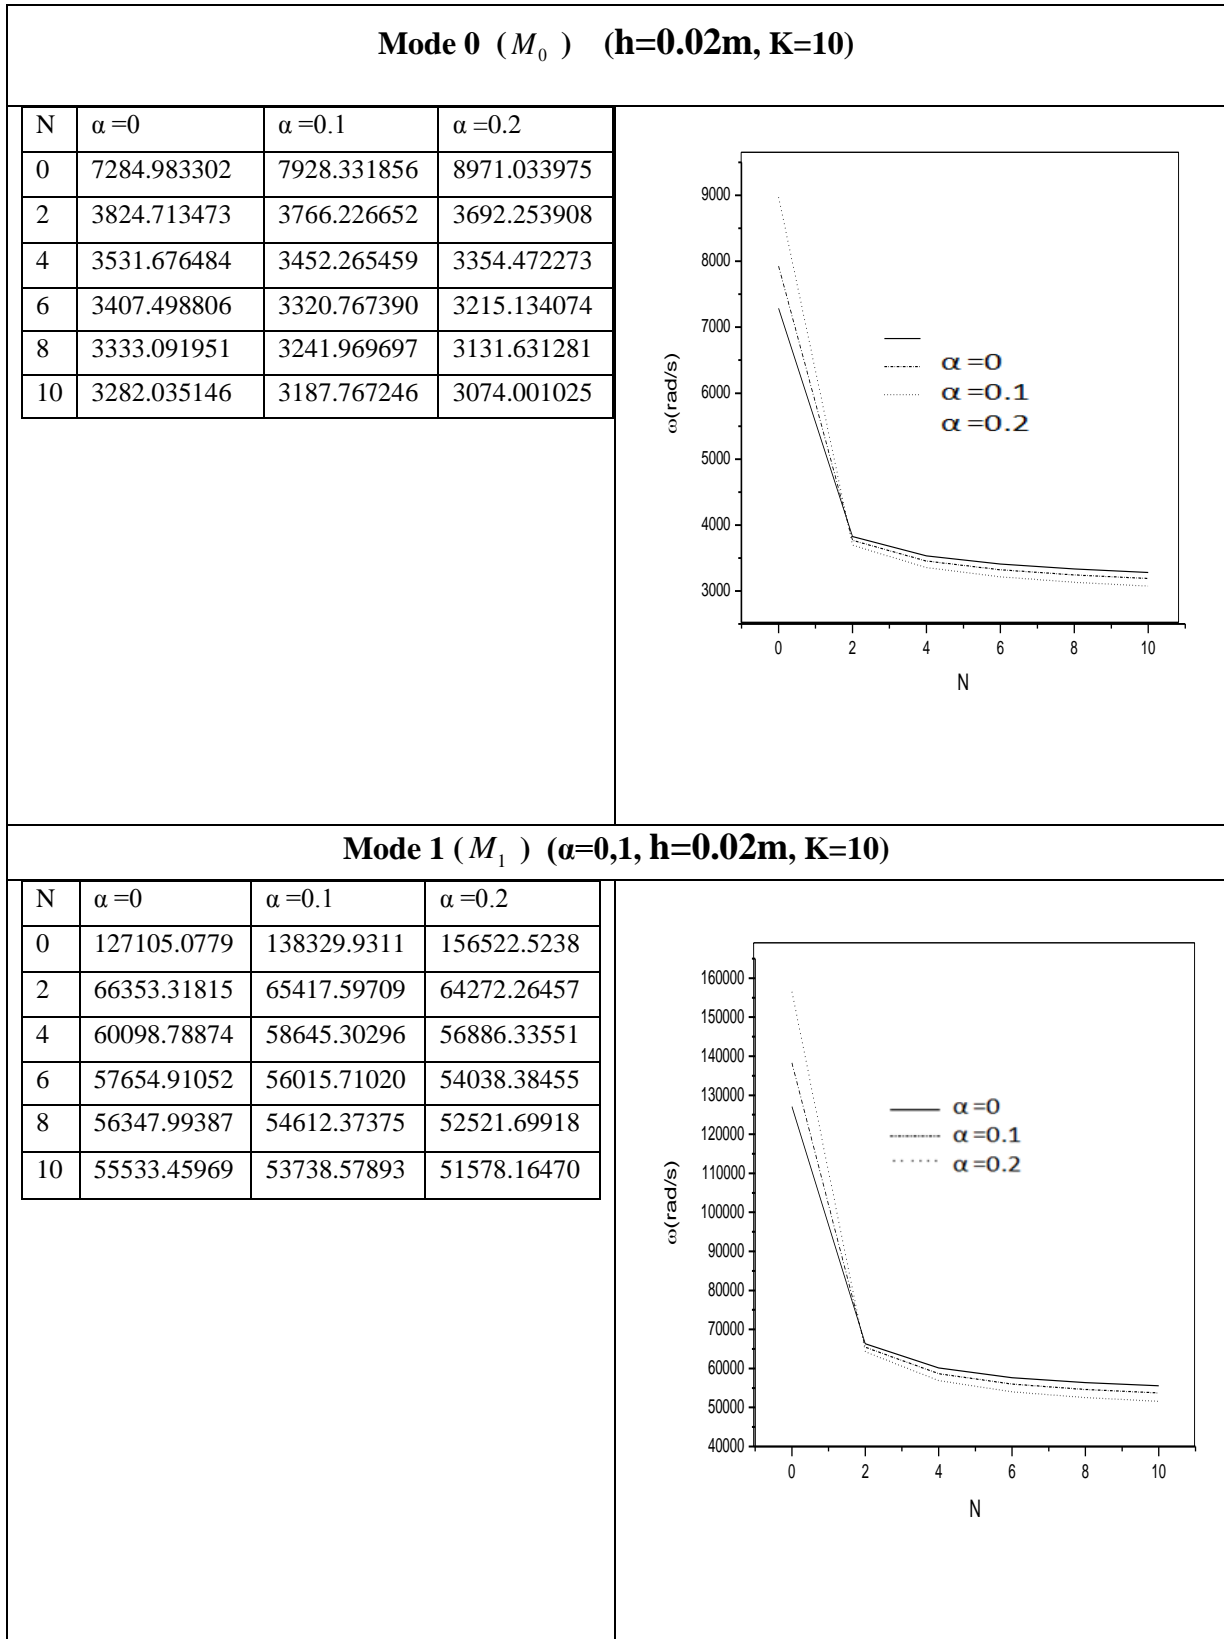 Mode 0 (M₀) (h=0.02m, K=10)
N α =0 α =0.1 α =0.2
0 7284.983302 7928.331856 8971.033975
2 3824.713473 3766.226652 3692.253908
4 3531.676484 3452.265459 3354.472273
6 3407.498806 3320.767390 3215.134074
8 3333.091951 3241.969697 3131.631281
10 3282.035146 3187.767246 3074.001025
9000
8000
7000
6000
5000
4000
3000
ω(rad/s)
α =0
α =0.1
α =0.2
0 2 4 6 8 10
N
Mode 1 (M₁) (α=0,1, h=0.02m, K=10)
N α =0 α =0.1 α =0.2
0 127105.0779 138329.9311 156522.5238
2 66353.31815 65417.59709 64272.26457
4 60098.78874 58645.30296 56886.33551
6 57654.91052 56015.71020 54038.38455
8 56347.99387 54612.37375 52521.69918
10 55533.45969 53738.57893 51578.16470
160000
150000
140000
130000
120000
110000
100000
90000
80000
70000
60000
50000
40000
ω(rad/s)
α =0
α =0.1
α =0.2
0 2 4 6 8 10
N